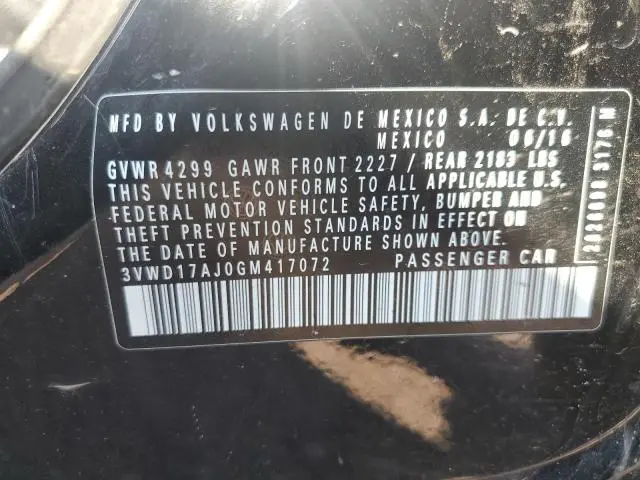 MFD BY VOLKSWAGEN DE MEXICO S.A. DE C.V.
MEXICO 06/16
GVWR 4299 GAWR FRONT 2227 / REAR 2183 LBS
THIS VEHICLE CONFORMS TO ALL APPLICABLE U.S.
FEDERAL MOTOR VEHICLE SAFETY, BUMPER AND
THEFT PREVENTION STANDARDS IN EFFECT ON
THE DATE OF MANUFACTURE SHOWN ABOVE.
3VWD17AJ0GM417072 PASSENGER CAR